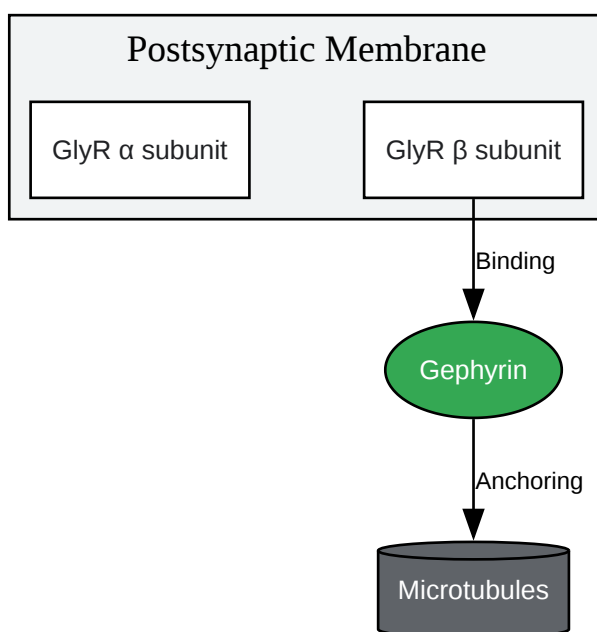 Postsynaptic Membrane
GlyR α subunit
GlyR β subunit
Binding
Gephyrin
Anchoring
Microtubules